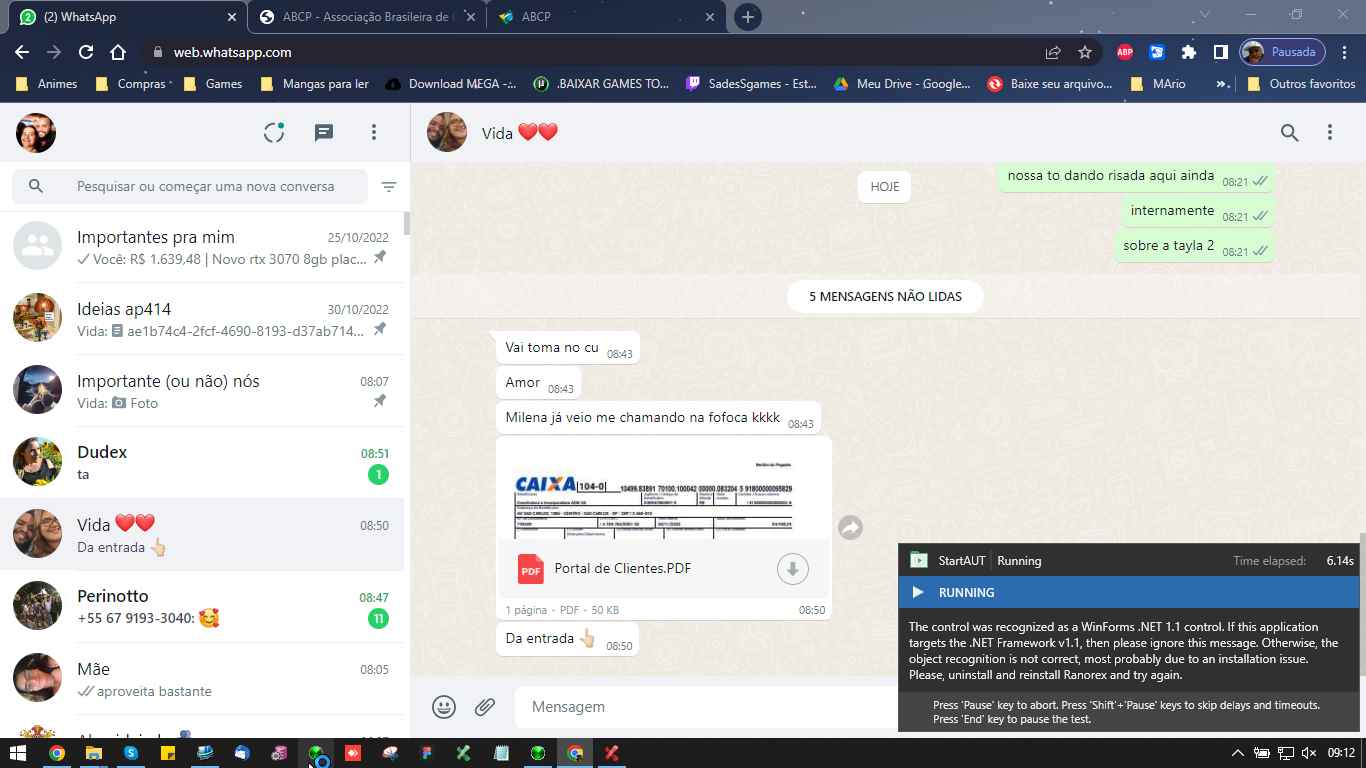 (2) WhatsApp
ABCP - Associação Brasileira de
ABCP
web.whatsapp.com
ABP
Pausada
Animes
Compras
Games
Mangas para ler
Download MEGA -...
.BAIXAR GAMES TO...
SadesSgames - Est...
Meu Drive - Google...
Baixe seu arquivo...
MArio
Outros favoritos
Vida ❤️❤️
Pesquisar ou começar uma nova conversa
Importantes pra mim
25/10/2022
Você: R$ 1.639,48 | Novo rtx 3070 8gb plac...
Ideias ap414
30/10/2022
Vida: ae1b74c4-2fcf-4690-8193-d37ab714...
Importante (ou não) nós
08:07
Vida: Foto
Dudex
08:51
ta
1
Vida ❤️❤️
08:50
Da entrada 👆🏻
Perinotto
08:47
+55 67 9193-3040: 🥰
11
Mãe
08:05
aproveita bastante
HOJE
nossa to dando risada aqui ainda
08:21
internamente
08:21
sobre a tayla 2
08:21
5 MENSAGENS NÃO LIDAS
Vai toma no cu
08:43
Amor
08:43
Milena já veio me chamando na fofoca kkkk
08:43
Recibo do Pagador
CAIXA
104-0
PDF
Portal de Clientes.PDF
1 página • PDF • 50 KB
08:50
Da entrada 👆🏻
08:50
Mensagem
StartAUT
Running
Time elapsed:
6.14s
RUNNING
The control was recognized as a WinForms .NET 1.1 control. If this application
targets the .NET Framework v1.1, then please ignore this message. Otherwise, the
object recognition is not correct, most probably due to an installation issue.
Please, uninstall and reinstall Ranorex and try again.
Press 'Pause' key to abort. Press 'Shift'+'Pause' keys to skip delays and timeouts.
Press 'End' key to pause the test.
09:12